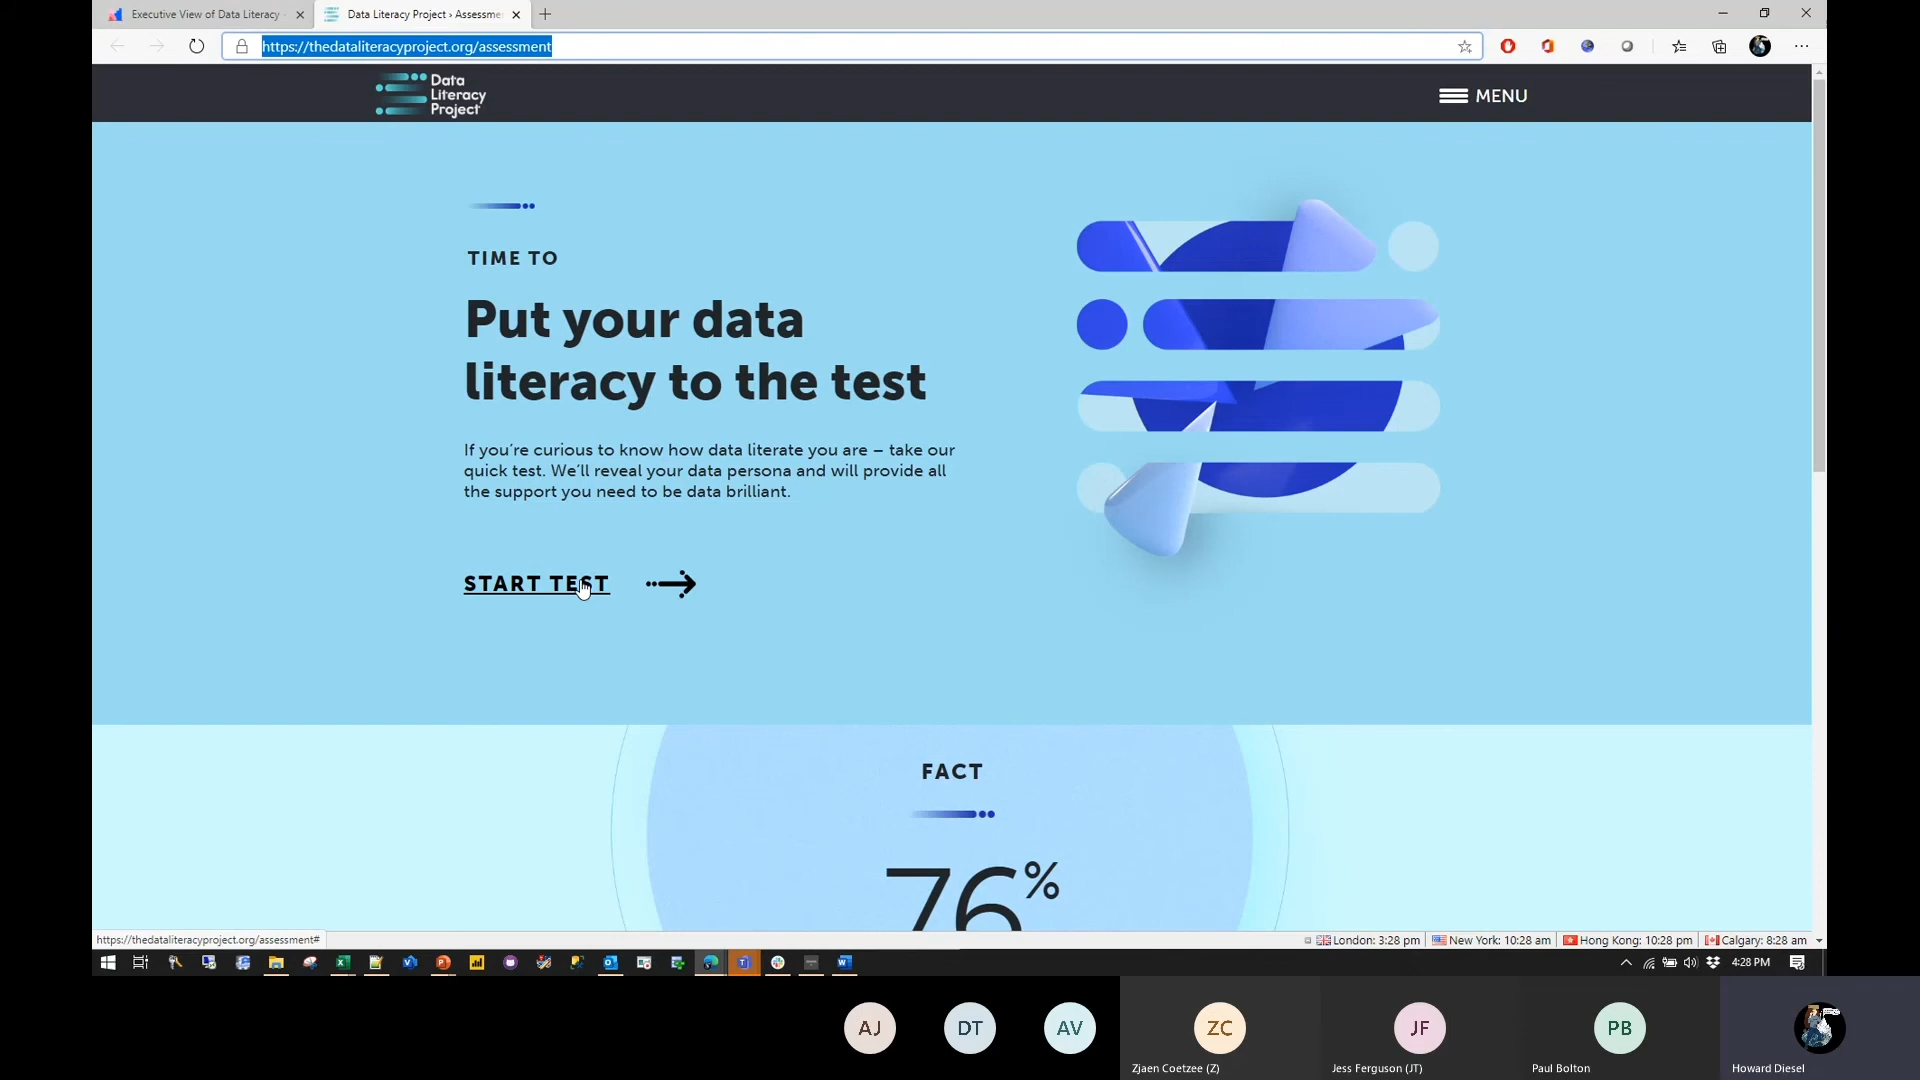 Executive View of Data Literacy
Data Literacy Project › Assessme
https://thedataliteracyproject.org/assessment
Data
Literacy
Project
MENU
TIME TO
Put your data
literacy to the test
If you're curious to know how data literate you are – take our
quick test. We'll reveal your data persona and will provide all
the support you need to be data brilliant.
START TEST
FACT
76%
https://thedataliteracyproject.org/assessment#
London: 3:28 pm
New York: 10:28 am
Hong Kong: 10:28 pm
Calgary: 8:28 am
4:28 PM
AJ
DT
AV
ZC
JF
PB
Zjaen Coetzee (Z)
Jess Ferguson (JT)
Paul Bolton
Howard Diesel